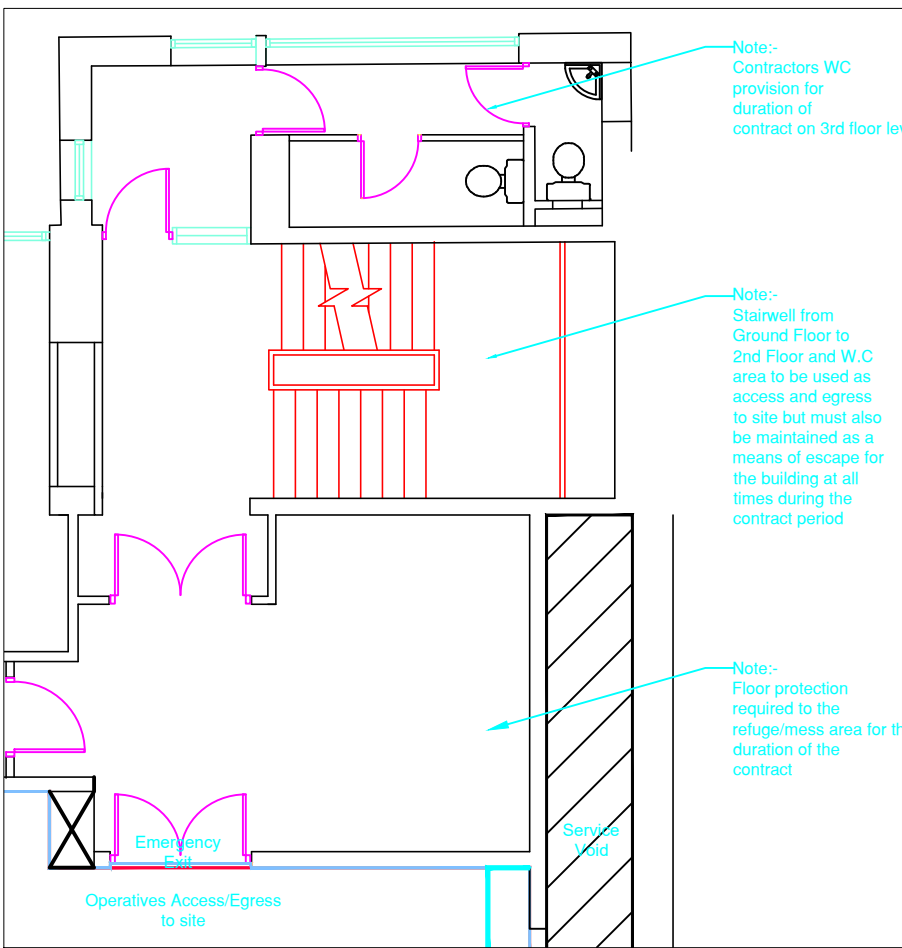 Note:-
Contractors WC
provision for
duration of
contract on 3rd floor lev
Note:-
Stairwell from
Ground Floor to
2nd Floor and W.C
area to be used as
access and egress
to site but must also
be maintained as a
means of escape for
the building at all
times during the
contract period
Note:-
Floor protection
required to the
refuge/mess area for th
duration of the
contract
Service
Void
Emergency
Exit
Operatives Access/Egress
to site